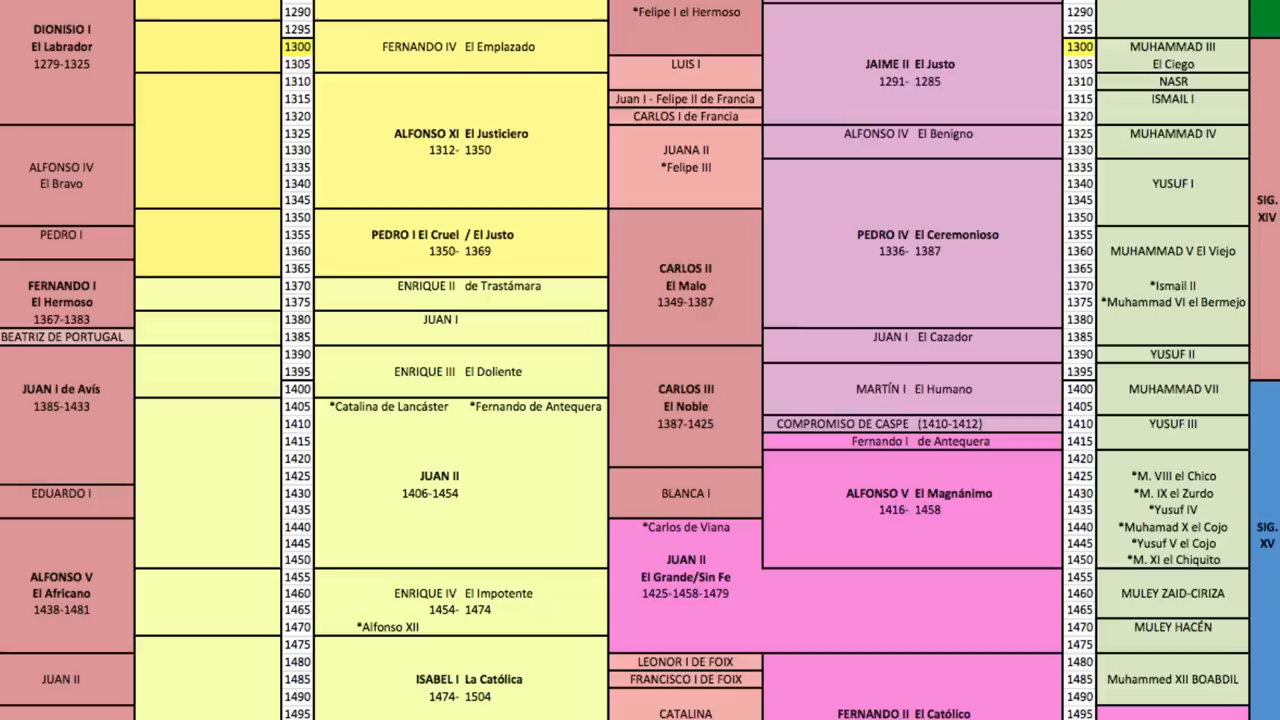 1290 *Felipe I el Hermoso 1290
DIONISIO I 1295 1295
El Labrador 1300 FERNANDO IV El Emplazado 1300 MUHAMMAD III
1279-1325 1305 LUIS I JAIME II El Justo 1305 El Ciego
1310 1291- 1285 1310 NASR
1315 Juan I - Felipe II de Francia 1315 ISMAIL I
1320 CARLOS I de Francia 1320
1325 ALFONSO XI El Justiciero ALFONSO IV El Benigno 1325 MUHAMMAD IV
1330 1312- 1350 JUANA II 1330
ALFONSO IV 1335 *Felipe III 1335
El Bravo 1340 1340 YUSUF I
1345 1345 SIG.
1350 1350 XIV
PEDRO I 1355 PEDRO I El Cruel / El Justo PEDRO IV El Ceremonioso 1355
1360 1350- 1369 1336- 1387 1360 MUHAMMAD V El Viejo
1365 CARLOS II 1365
FERNANDO I 1370 ENRIQUE II de Trastámara El Malo 1370 *Ismail II
El Hermoso 1375 1349-1387 1375 *Muhammad VI el Bermejo
1367-1383 1380 JUAN I 1380
BEATRIZ DE PORTUGAL 1385 JUAN I El Cazador 1385
1390 1390 YUSUF II
1395 ENRIQUE III El Doliente 1395
JUAN I de Avís 1400 CARLOS III MARTÍN I El Humano 1400 MUHAMMAD VII
1385-1433 1405 *Catalina de Lancáster *Fernando de Antequera El Noble 1405
1410 1387-1425 COMPROMISO DE CASPE (1410-1412) 1410 YUSUF III
1415 Fernando I de Antequera 1415
1420 1420
1425 JUAN II 1425 *M. VIII el Chico
EDUARDO I 1430 1406-1454 BLANCA I ALFONSO V El Magnánimo 1430 *M. IX el Zurdo
1435 1416- 1458 1435 *Yusuf IV
1440 *Carlos de Viana 1440 *Muhamad X el Cojo SIG.
1445 1445 *Yusuf V el Cojo XV
1450 JUAN II 1450 *M. XI el Chiquito
ALFONSO V 1455 El Grande/Sin Fe 1455
El Africano 1460 ENRIQUE IV El Impotente 1425-1458-1479 1460 MULEY ZAID-CIRIZA
1438-1481 1465 1454- 1474 1465
1470 *Alfonso XII 1470 MULEY HACÉN
1475 1475
1480 LEONOR I DE FOIX 1480
JUAN II 1485 ISABEL I La Católica FRANCISCO I DE FOIX 1485 Muhammed XII BOABDIL
1490 1474- 1504 1490
1495 CATALINA FERNANDO II El Católico 1495